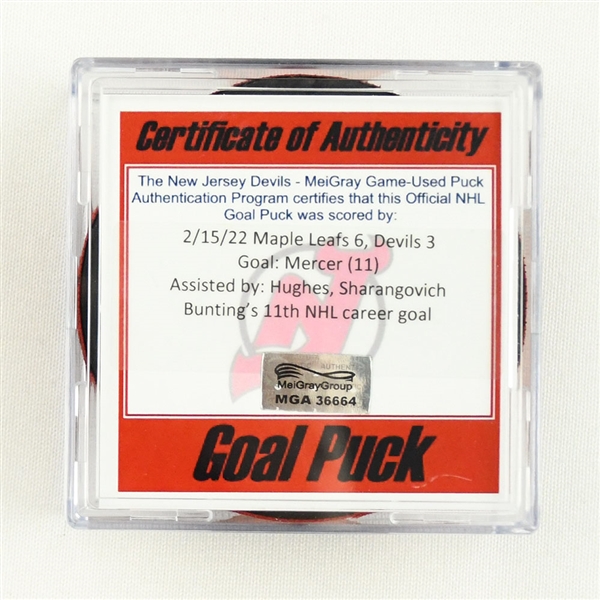 Certificate of Authenticity
The New Jersey Devils - MeiGray Game-Used Puck
Authentication Program certifies that this Official NHL
Goal Puck was scored by:
2/15/22 Maple Leafs 6, Devils 3
Goal: Mercer (11)
Assisted by: Hughes, Sharangovich
Bunting's 11th NHL career goal
MeiGrayGroup
MGA 36664
Goal Puck